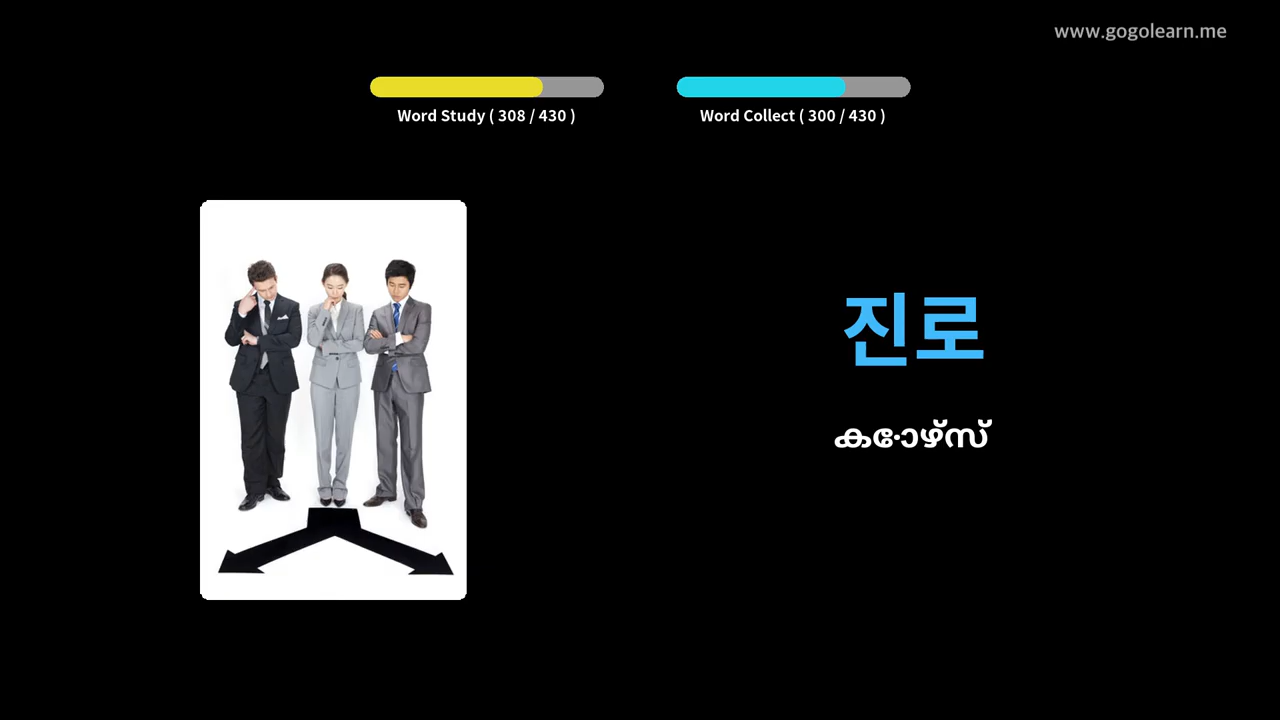 www.gogolearn.me
Word Study ( 308 / 430 )
Word Collect ( 300 / 430 )
진로
കോഴ്സ്